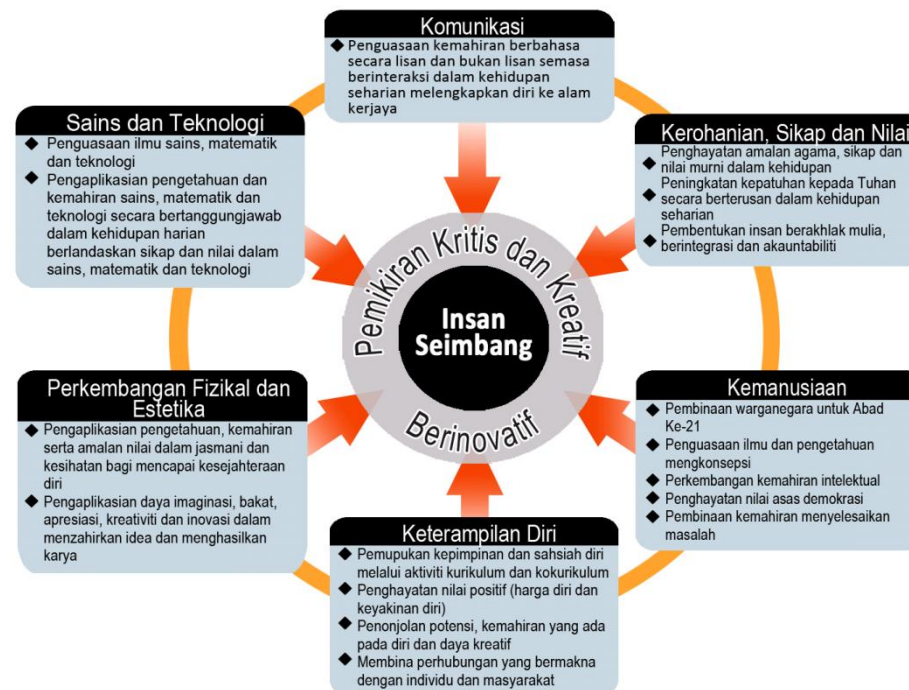 Komunikasi
Penguasaan kemahiran berbahasa
secara lisan dan bukan lisan semasa
berinteraksi dalam kehidupan
seharian melengkapkan diri ke alam
kerjaya
Sains dan Teknologi
Penguasaan ilmu sains, matematik
dan teknologi
Pengaplikasian pengetahuan dan
kemahiran sains, matematik dan
teknologi secara bertanggungjawab
dalam kehidupan harian
berlandaskan sikap dan nilai dalam
sains, matematik dan teknologi
Kerohanian, Sikap dan Nilai
Penghayatan amalan agama, sikap dan
nilai murni dalam kehidupan
Peningkatan kepatuhan kepada Tuhan
secara berterusan dalam kehidupan
seharian
Pembentukan insan berakhlak mulia,
berintegrasi dan akauntabiliti
Pemikiran Kritis dan Kreatif
Insan
Seimbang
Berinovatif
Perkembangan Fizikal dan
Estetika
Pengaplikasian pengetahuan, kemahiran
serta amalan nilai dalam jasmani dan
kesihatan bagi mencapai kesejahteraan
diri
Pengaplikasian daya imaginasi, bakat,
apresiasi, kreativiti dan inovasi dalam
menzahirkan idea dan menghasilkan
karya
Kemanusiaan
Pembinaan warganegara untuk Abad
Ke-21
Penguasaan ilmu dan pengetahuan
mengkonsepsi
Perkembangan kemahiran intelektual
Penghayatan nilai asas demokrasi
Pembinaan kemahiran menyelesaikan
masalah
Keterampilan Diri
Pemupukan kepimpinan dan sahsiah diri
melalui aktiviti kurikulum dan kokurikulum
Penghayatan nilai positif (harga diri dan
keyakinan diri)
Penonjolan potensi, kemahiran yang ada
pada diri dan daya kreatif
Membina perhubungan yang bermakna
dengan individu dan masyarakat